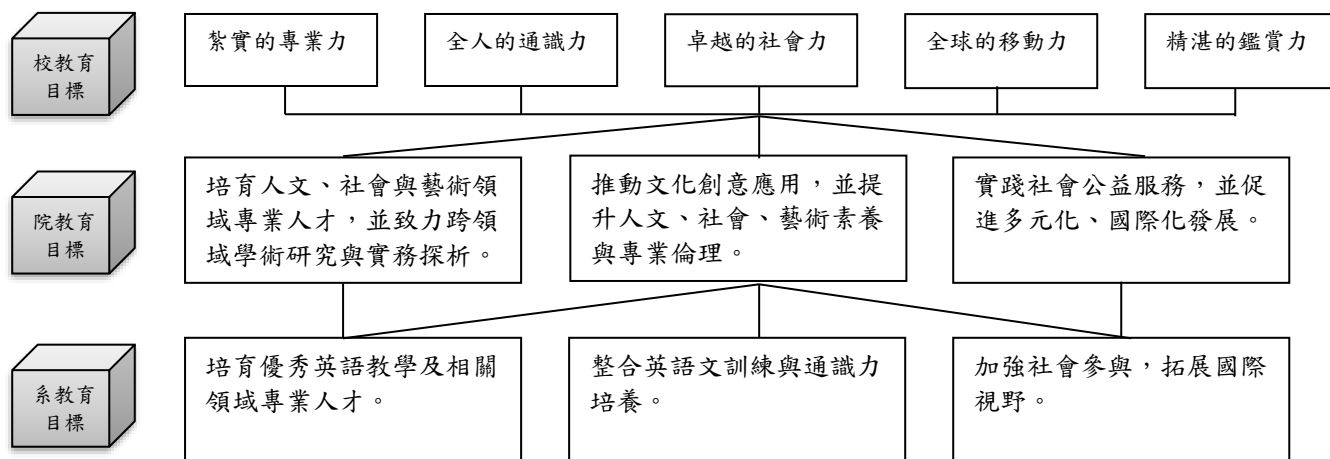 校教育
目標
紮實的專業力
全人的通識力
卓越的社會力
全球的移動力
精湛的鑑賞力
院教育
目標
培育人文、社會與藝術領
域專業人才，並致力跨領
域學術研究與實務探析。
推動文化創意應用，並提
升人文、社會、藝術素養
與專業倫理。
實踐社會公益服務，並促
進多元化、國際化發展。
系教育
目標
培育優秀英語教學及相關
領域專業人才。
整合英語文訓練與通識力
培養。
加強社會參與，拓展國際
視野。